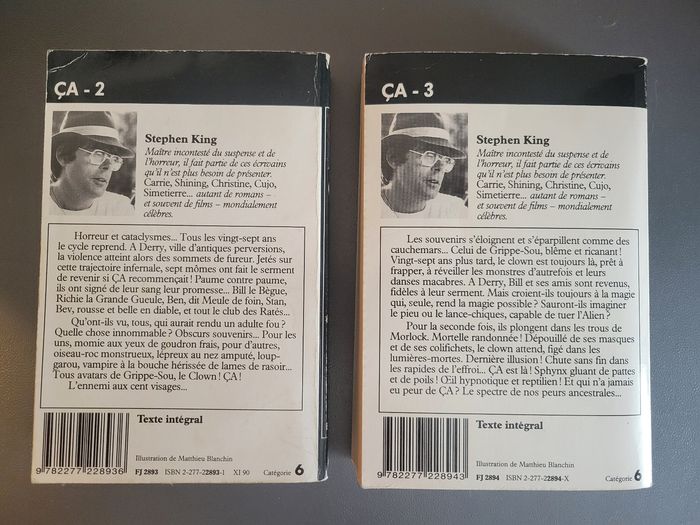 ÇA - 2
Stephen King
Maître incontesté du suspense et de
l'horreur, il fait partie de ces écrivains
qu'il n'est plus besoin de présenter.
Carrie, Shining, Christine, Cujo,
Simetierre... autant de romans –
et souvent de films – mondialement
célèbres.
Horreur et cataclysmes... Tous les vingt-sept ans
le cycle reprend. A Derry, ville d'antiques perversions,
la violence atteint alors des sommets de fureur. Jetés sur
cette trajectoire infernale, sept mômes ont fait le serment
de revenir si ÇA recommençait ! Paume contre paume,
ils ont signé de leur sang leur promesse... Bill le Bègue,
Richie la Grande Gueule, Ben, dit Meule de foin, Stan,
Bev, rousse et belle en diable, et tout le club des Ratés...
Qu'ont-ils vu, tous, qui aurait rendu un adulte fou ?
Quelle chose innommable ? Obscurs souvenirs... Pour les
uns, momie aux yeux de goudron frais, pour d'autres,
oiseau-roc monstrueux, lépreux au nez amputé, loup-
garou, vampire à la bouche hérissée de lames de rasoir...
Tous avatars de Grippe-Sou, le Clown ! ÇA !
L'ennemi aux cent visages...
Texte intégral
Illustration de Matthieu Blanchin
9 782277 228936
FJ 2893 ISBN 2-277-22893-1 XI 90 Catégorie 6
ÇA - 3
Stephen King
Maître incontesté du suspense et de
l'horreur, il fait partie de ces écrivains
qu'il n'est plus besoin de présenter.
Carrie, Shining, Christine, Cujo,
Simetierre... autant de romans –
et souvent de films – mondialement
célèbres.
Les souvenirs s'éloignent et s'éparpillent comme des
cauchemars... Celui de Grippe-Sou, blême et ricanant !
Vingt-sept ans plus tard, le clown est toujours là, prêt à
frapper, à réveiller les monstres d'autrefois et leurs
danses macabres. A Derry, Bill et ses amis sont revenus,
fidèles à leur serment. Mais croient-ils toujours à la magie
qui, seule, rend la magie possible ? Sauront-ils imaginer
le pieu ou le lance-chiques, capable de tuer l'Alien ?
Pour la seconde fois, ils plongent dans les trous de
Morlock. Mortelle randonnée ! Dépouillé de ses masques
et de ses colifichets, le clown attend, figé dans les
lumières-mortes. Dernière illusion ! Chute sans fin dans
les rapides de l'effroi... ÇA est là ! Sphynx gluant de pattes
et de poils ! Œil hypnotique et reptilien ! Et qui n'a jamais
eu peur de ÇA ? Le spectre de nos peurs ancestrales...
Texte intégral
Illustration de Matthieu Blanchin
9 782277 228943
FJ 2894 ISBN 2-277-22894-X Catégorie 6